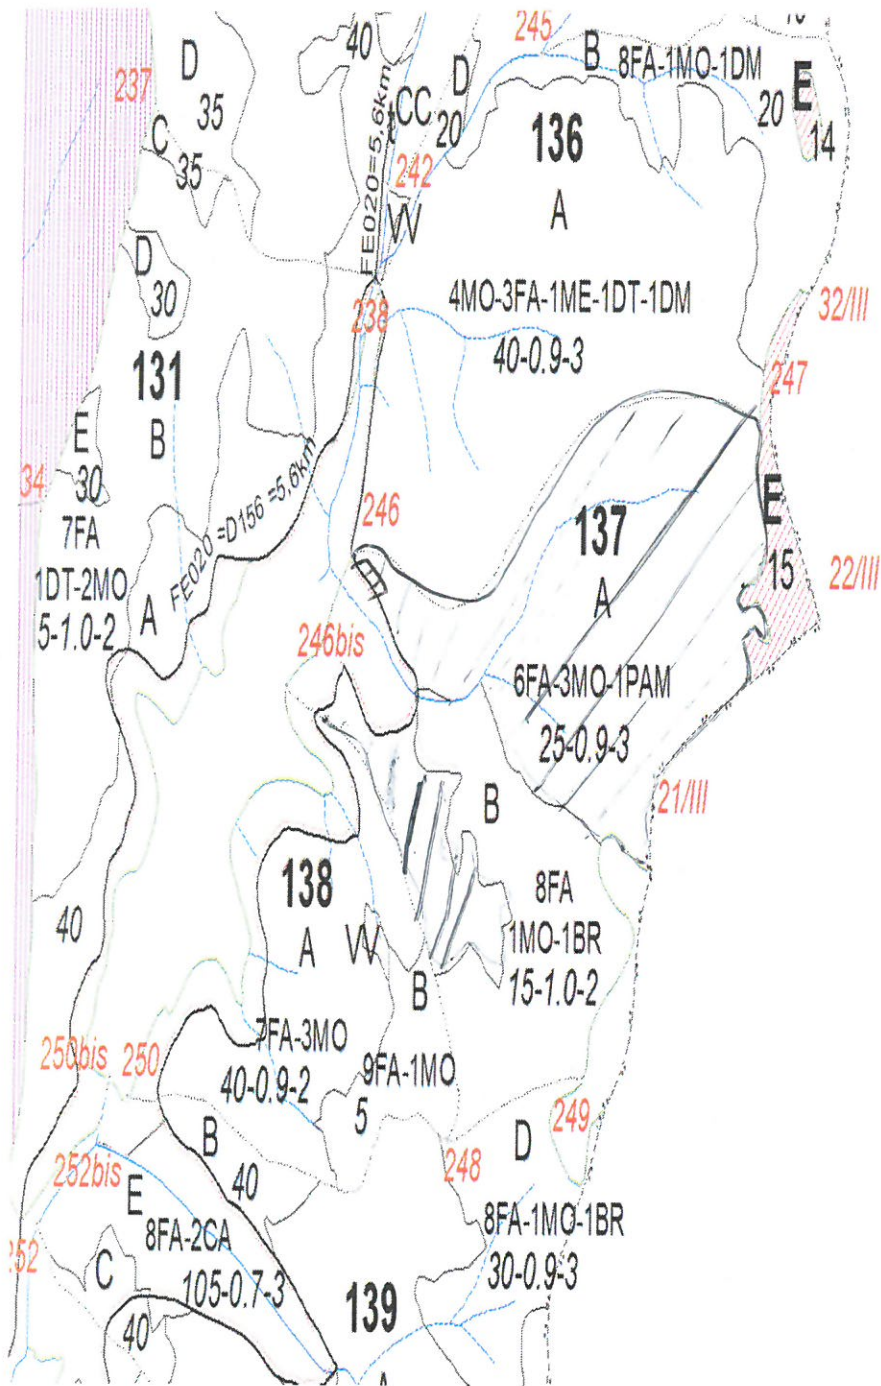 245
40
B
8FA-1MO-1DM
D
D
237
E
35
CC
20
20
136
14
C
35
242
FE020=5,6km
VV
A
D
30
4MO-3FA-1ME-1DT-1DM
40-0.9-3
32/III
238
131
247
B
E
30
34
FE020 =D156 =5,6km
246
E
137
7FA
1DT-2MO
5-1.0-2
A
15
22/III
A
246bis
6FA-3MO-1PAM
25-0.9-3
21/III
B
138
8FA
1MO-1BR
15-1.0-2
40
A
VV
B
7FA-3MO
40-0.9-2
250bis
250
9FA-1MO
5
249
B
D
248
252bis
40
E
8FA-2CA
105-0.7-3
8FA-1MO-1BR
30-0.9-3
252
C
139
40